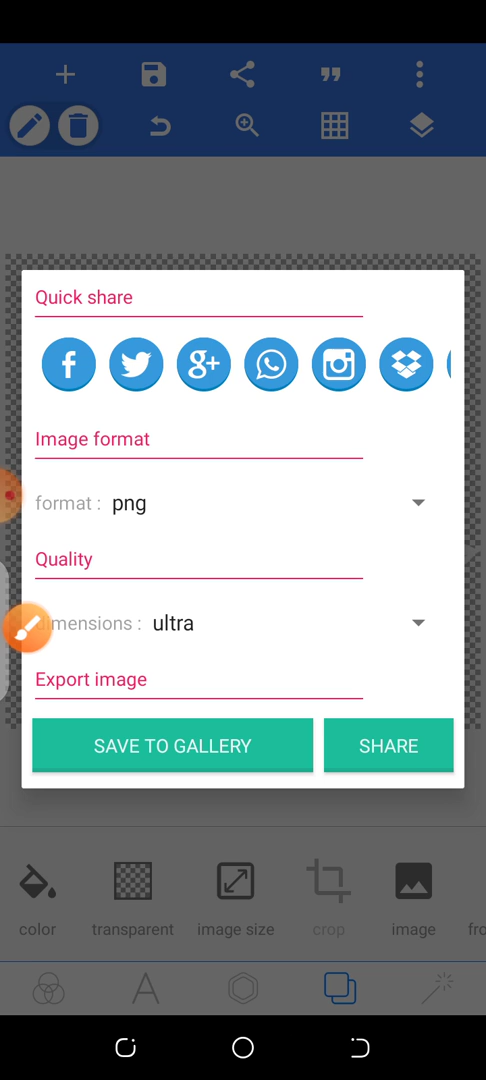 Quick share
f g+
Image format
format : png
Quality
dimensions : ultra
Export image
SAVE TO GALLERY SHARE
color transparent image size crop image fro
A